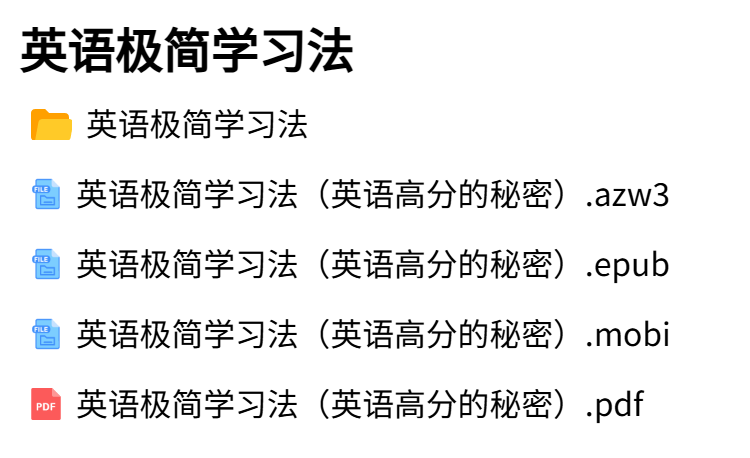 英语极简学习法
英语极简学习法
FILE 英语极简学习法（英语高分的秘密）.azw3
FILE 英语极简学习法（英语高分的秘密）.epub
FILE 英语极简学习法（英语高分的秘密）.mobi
PDF 英语极简学习法（英语高分的秘密）.pdf